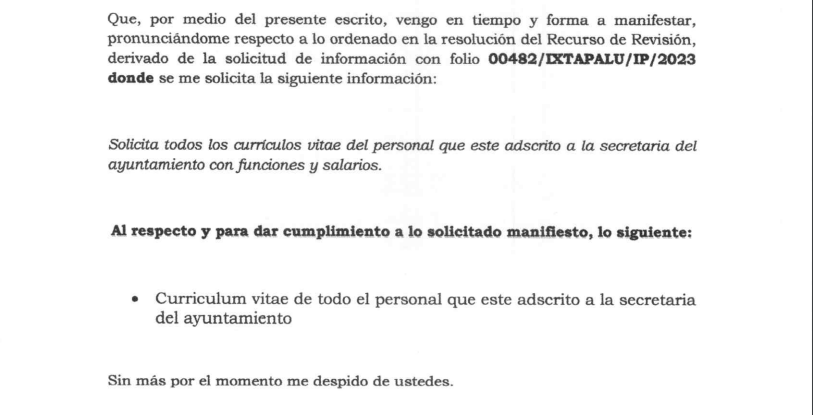 Que, por medio del presente escrito, vengo en tiempo y forma a manifestar,
pronunciándome respecto a lo ordenado en la resolución del Recurso de Revisión,
derivado de la solicitud de información con folio 00482/IXTAPALU/IP/2023
donde se me solicita la siguiente información:
Solicita todos los currículos vitae del personal que este adscrito a la secretaria del
ayuntamiento con funciones y salarios.
Al respecto y para dar cumplimiento a lo solicitado manifiesto, lo siguiente:
• Curriculum vitae de todo el personal que este adscrito a la secretaria
del ayuntamiento
Sin más por el momento me despido de ustedes.